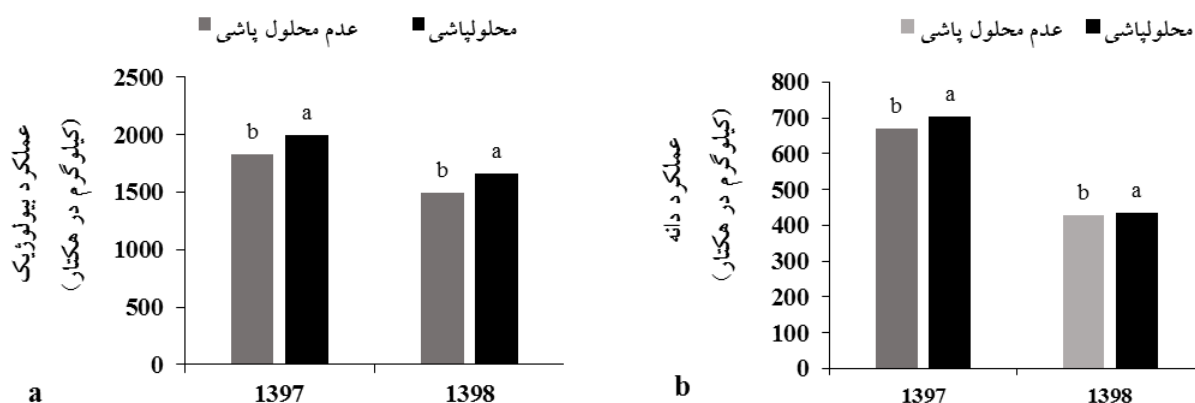 محلولپاشی عدم محلول پاشی
عملکرد بیولوژیک
(کیلوگرم در هکتار)
2500
2000
1500
1000
500
0
b a
b a
1397 1398
a
محلولپاشی عدم محلول پاشی
عملکرد دانه
(کیلوگرم در هکتار)
800
700
600
500
400
300
200
100
0
b a
b a
1397 1398
b